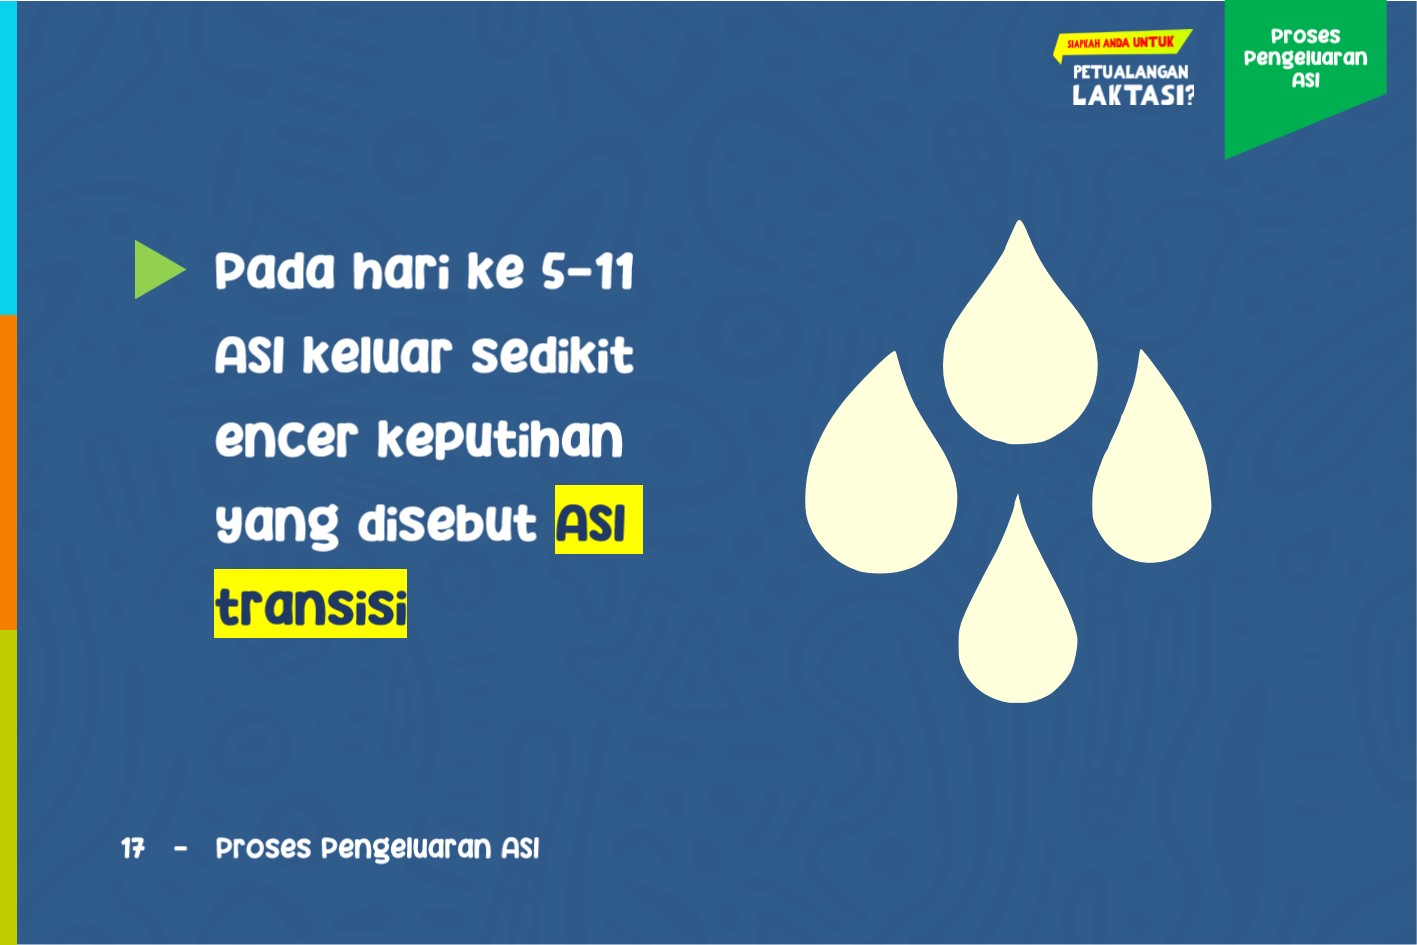 SIAPKAH ANDA UNTUK
PETUALANGAN
LAKTASI?
Proses
Pengeluaran
ASI
Pada hari ke 5-11
ASI keluar sedikit
encer keputihan
yang disebut ASI
transisi
17 - Proses Pengeluaran ASI